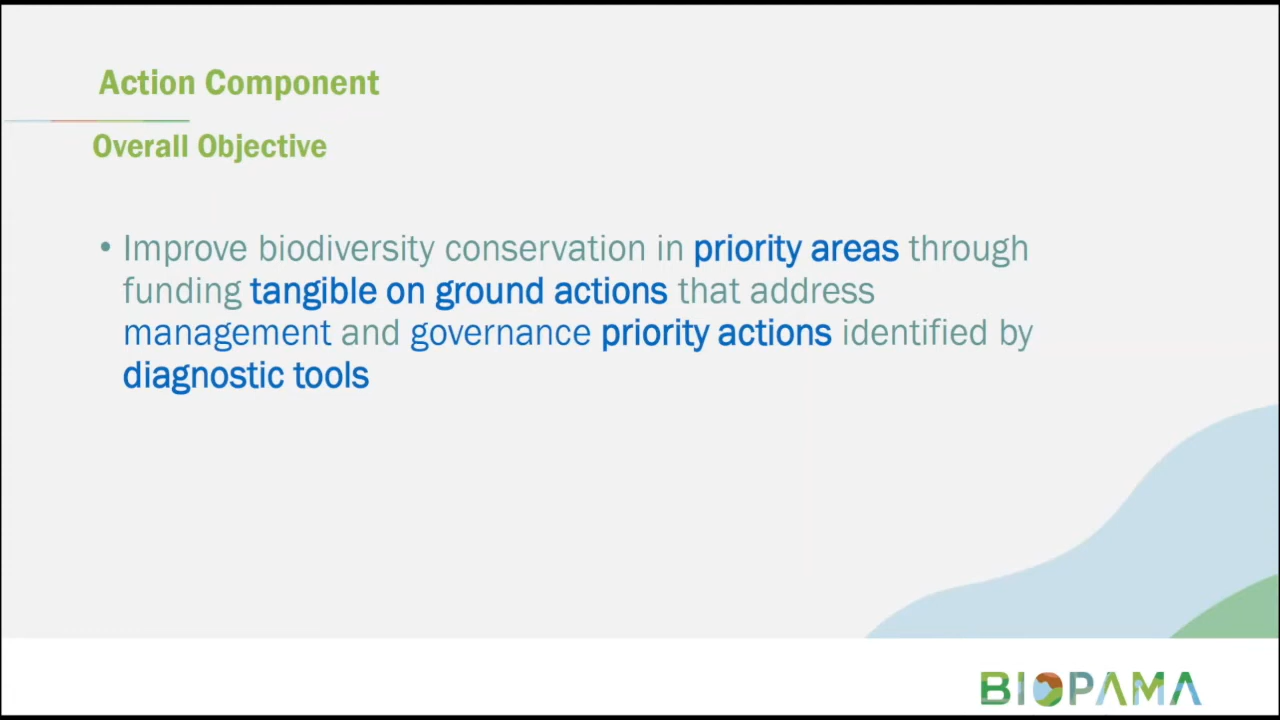 Action Component
Overall Objective
• Improve biodiversity conservation in priority areas through
funding tangible on ground actions that address
management and governance priority actions identified by
diagnostic tools
BIOPAMA